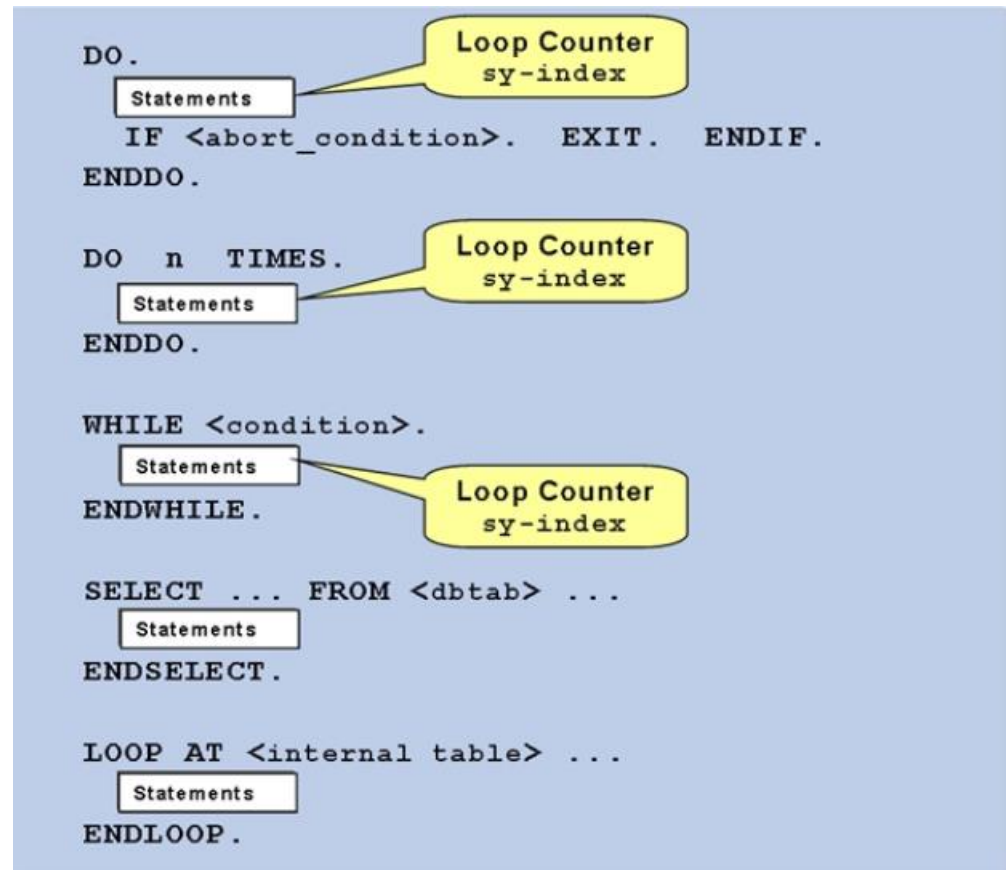 DO.
Loop Counter
sy-index
Statements
IF <abort_condition>. EXIT. ENDIF.
ENDDO.
DO n TIMES.
Loop Counter
sy-index
Statements
ENDDO.
WHILE <condition>.
Statements
Loop Counter
sy-index
ENDWHILE.
SELECT ... FROM <dbtab> ...
Statements
ENDSELECT.
LOOP AT <internal table> ...
Statements
ENDLOOP.